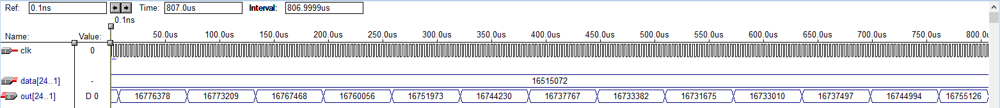 Ref: 0.1ns Time: 807.0us Interval: 806.9999us
0.1ns
Name: Value: 50.0us 100.0us 150.0us 200.0us 250.0us 300.0us 350.0us 400.0us 450.0us 500.0us 550.0us 600.0us 650.0us 700.0us 750.0us 800.0u
clk 0
data[24..1] - 16515072
out[24..1] D 0 16776378 16773209 16767468 16760056 16751973 16744230 16737767 16733382 16731675 16733010 16737497 16744994 16755126